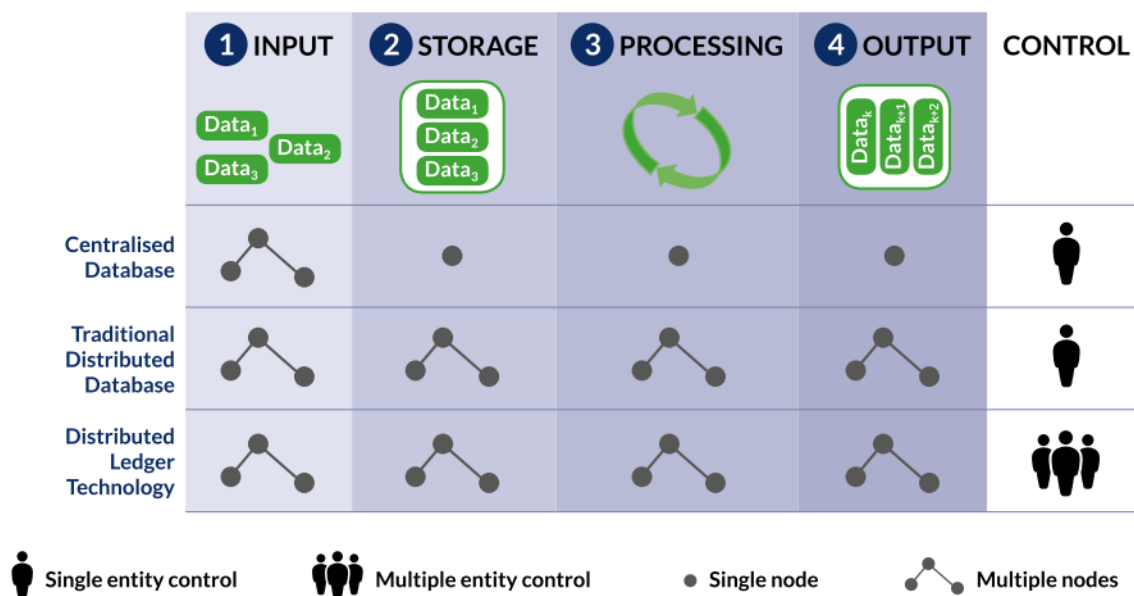 1 INPUT
2 STORAGE
3 PROCESSING
4 OUTPUT
CONTROL
Data₁
Data₂
Data₃
Data₁
Data₂
Data₃
Dataₖ
Dataₖ₊₁
Dataₖ₊₂
Centralised
Database
Traditional
Distributed
Database
Distributed
Ledger
Technology
Single entity control
Multiple entity control
Single node
Multiple nodes